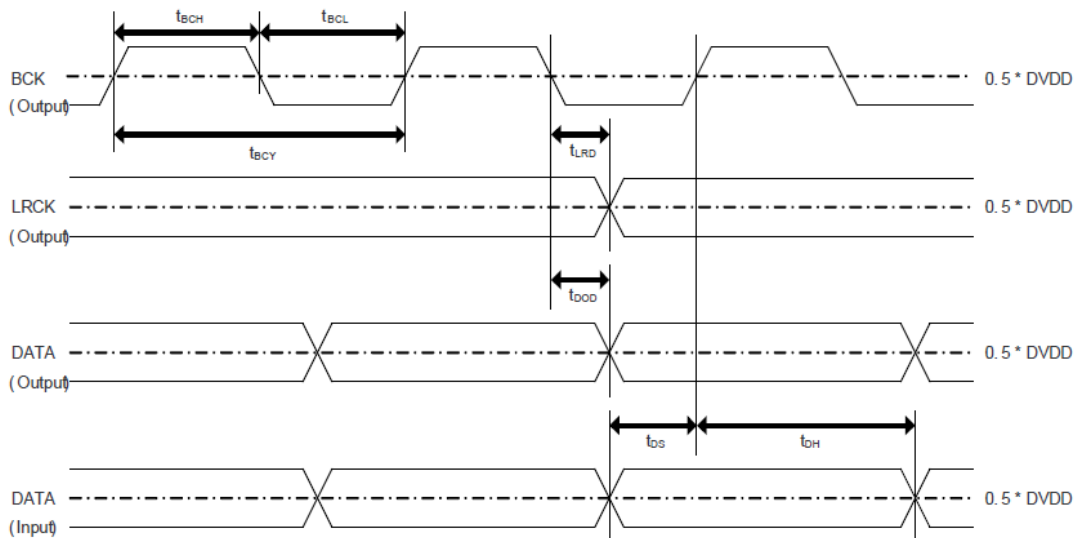 tBCH
tBCL
BCK
(Output)
0.5 * DVDD
tBCY
tLRD
LRCK
(Output)
0.5 * DVDD
tDOD
DATA
(Output)
0.5 * DVDD
tDS
tDH
DATA
(Input)
0.5 * DVDD